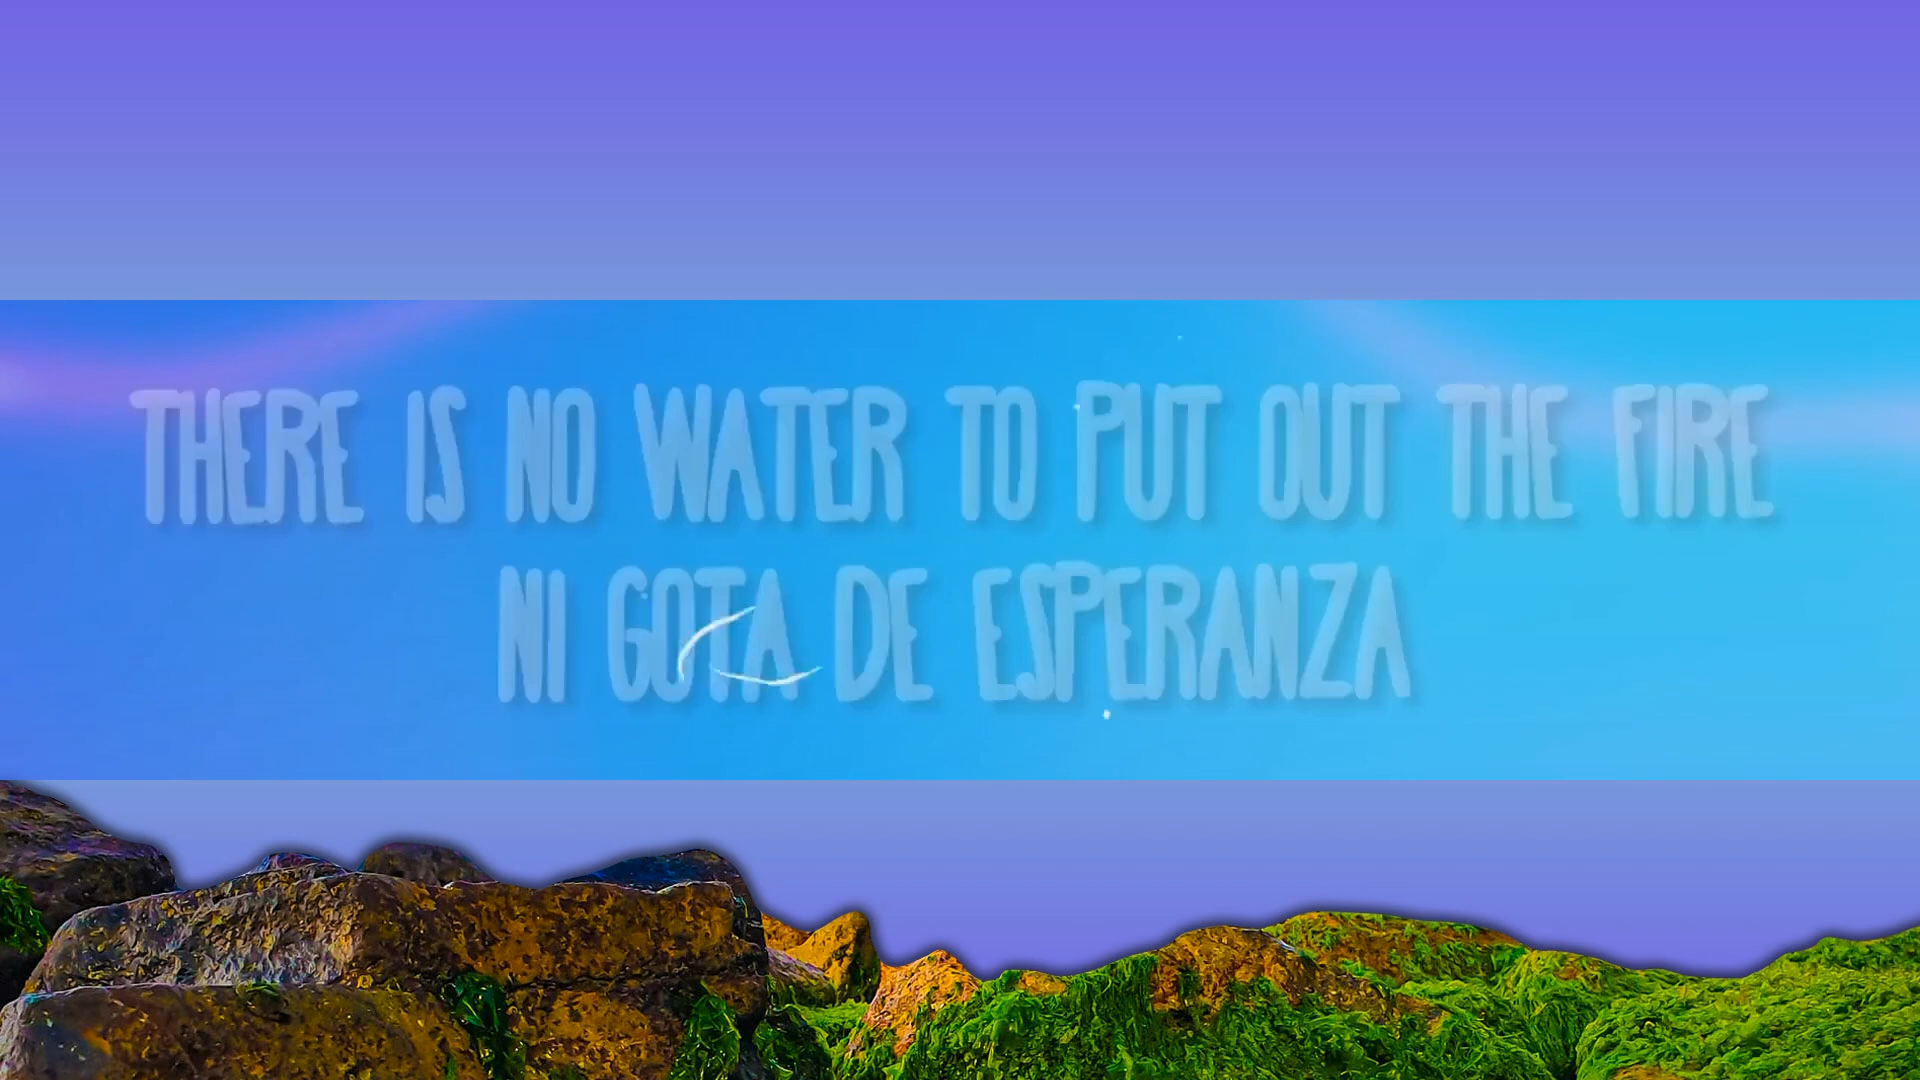 THERE IS NO WATER TO PUT OUT THE FIRE
NI GOTA DE ESPERANZA